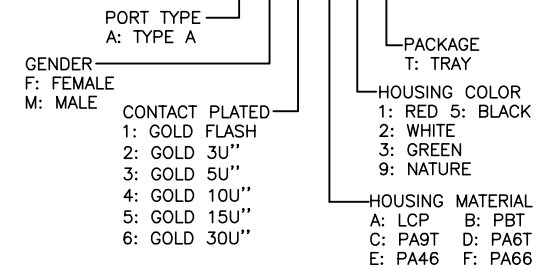 PORT TYPE
A: TYPE A
GENDER
F: FEMALE
M: MALE
CONTACT PLATED
1: GOLD FLASH
2: GOLD 3U''
3: GOLD 5U''
4: GOLD 10U''
5: GOLD 15U''
6: GOLD 30U''
PACKAGE
T: TRAY
HOUSING COLOR
1: RED 5: BLACK
2: WHITE
3: GREEN
9: NATURE
HOUSING MATERIAL
A: LCP B: PBT
C: PA9T D: PA6T
E: PA46 F: PA66